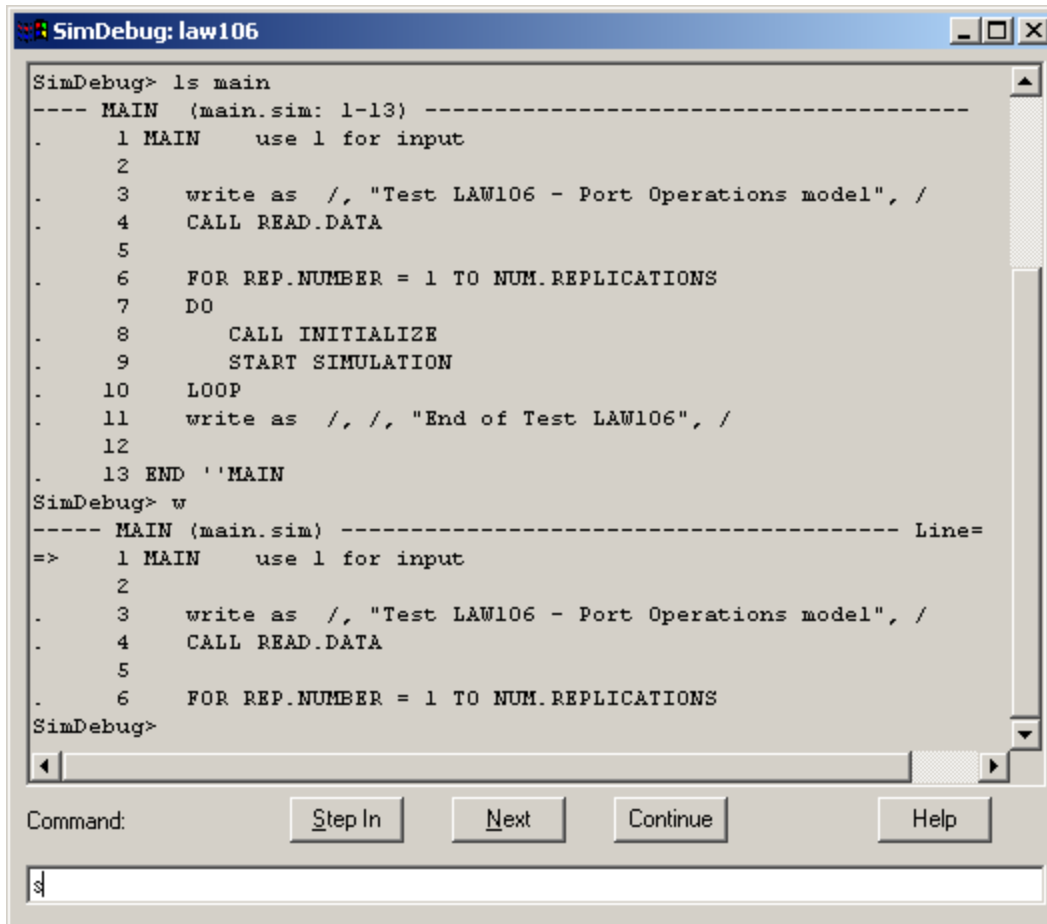 SimDebug: law106
SimDebug> ls main
---- MAIN  (main.sim: 1-13) ---------------------------------------
.      1 MAIN    use 1 for input
       2
.      3    write as  /, "Test LAW106 - Port Operations model", /
.      4    CALL READ.DATA
       5
.      6    FOR REP.NUMBER = 1 TO NUM.REPLICATIONS
       7    DO
.      8       CALL INITIALIZE
.      9       START SIMULATION
.     10    LOOP
.     11    write as  /, /, "End of Test LAW106", /
      12
.     13 END ''MAIN
SimDebug> w
----- MAIN (main.sim) ---------------------------------------- Line=
=>     1 MAIN    use 1 for input
       2
.      3    write as  /, "Test LAW106 - Port Operations model", /
.      4    CALL READ.DATA
       5
.      6    FOR REP.NUMBER = 1 TO NUM.REPLICATIONS
SimDebug>
Command: Step In Next Continue Help
s